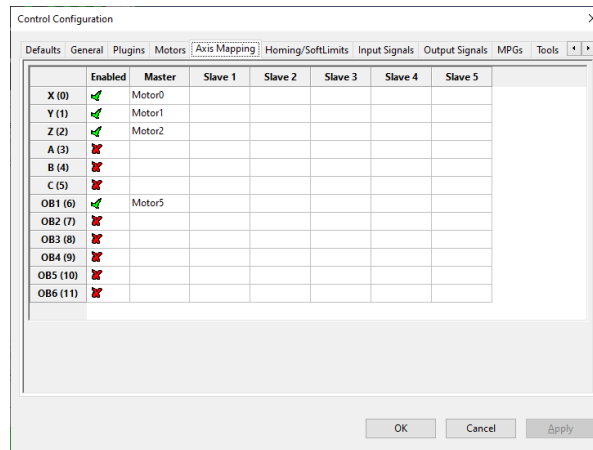 Control Configuration
Defaults General Plugins Motors Axis Mapping Homing/SoftLimits Input Signals Output Signals MPGs Tools
Enabled Master Slave 1 Slave 2 Slave 3 Slave 4 Slave 5
X (0) Motor0
Y (1) Motor1
Z (2) Motor2
A (3)
B (4)
C (5)
OB1 (6) Motor5
OB2 (7)
OB3 (8)
OB4 (9)
OB5 (10)
OB6 (11)
OK Cancel Apply